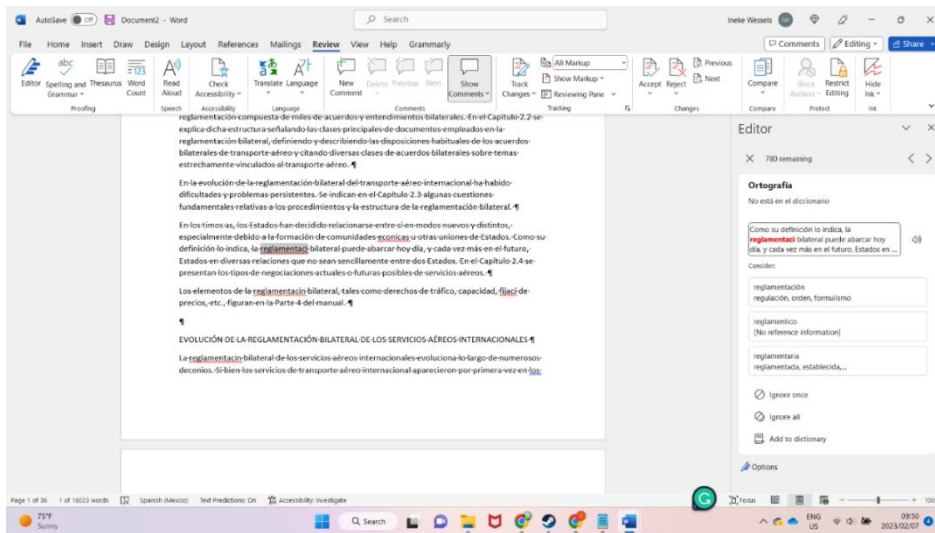 AutoSave Off Document2 - Word Search Ineke Wessels
File Home Insert Draw Design Layout References Mailings Review View Help Grammarly Comments Editing Share
Editor Spelling and Grammar Thesaurus Word Count Read Aloud Check Accessibility Translate Language New Comment Delete Previous Next Show Comments Track Changes All Markup Show Markup Reviewing Pane Accept Reject Previous Next Compare Block Authors Restrict Editing Hide Ink
Proofing Speech Accessibility Language Comments Tracking Changes Compare Protect Ink
reglamentación compuesta de miles de acuerdos y entendimientos bilaterales. En el Capítulo 2.2 se
explica dicha estructura señalando las clases principales de documentos empleados en la
reglamentación bilateral, definiendo y describiendo las disposiciones habituales de los acuerdos
bilaterales de transporte aéreo y citando diversas clases de acuerdos bilaterales sobre temas
estrechamente vinculados al transporte aéreo. ¶
En la evolución de la reglamentación bilateral del transporte aéreo internacional ha habido
dificultades y problemas persistentes. Se indican en el Capítulo 2.3 algunas cuestiones
fundamentales relativas a los procedimientos y la estructura de la reglamentación bilateral. ¶
En los timos as, los Estados han decidido relacionarse entre sí en modos nuevos y distintos,
especialmente debido a la formación de comunidades econicas u otras uniones de Estados. Como su
definición lo indica, la reglamentaci bilateral puede abarcar hoy día, y cada vez más en el futuro,
Estados en diversas relaciones que no sean sencillamente entre dos Estados. En el Capítulo 2.4 se
presentan los tipos de negociaciones actuales o futuras posibles de servicios aéreos. ¶
Los elementos de la reglamentacin bilateral, tales como derechos de tráfico, capacidad, fijaci de
precios, etc., figuran en la Parte 4 del manual. ¶
¶
EVOLUCIÓN DE LA REGLAMENTACIÓN BILATERAL DE LOS SERVICIOS AÉREOS INTERNACIONALES ¶
La reglamentacin bilateral de los servicios aéreos internacionales evoluciona lo largo de numerosos
decenios. Si bien los servicios de transporte aéreo internacional aparecieron por primera vez en los
Editor
780 remaining
Ortografía
No está en el diccionario
Como su definición lo indica, la
reglamentaci bilateral puede abarcar hoy
día, y cada vez más en el futuro, Estados en ...
Consider:
reglamentación
regulación, orden, formulismo
reglamentico
[No reference information]
reglamentaria
reglamentada, establecida,...
Ignore once
Ignore all
Add to dictionary
Options
Page 1 of 36 1 of 18023 words Spanish (Mexico) Text Predictions: On Accessibility: Investigate Focus 100
75°F
Sunny
Search
ENG
US
09:50
2023/02/07